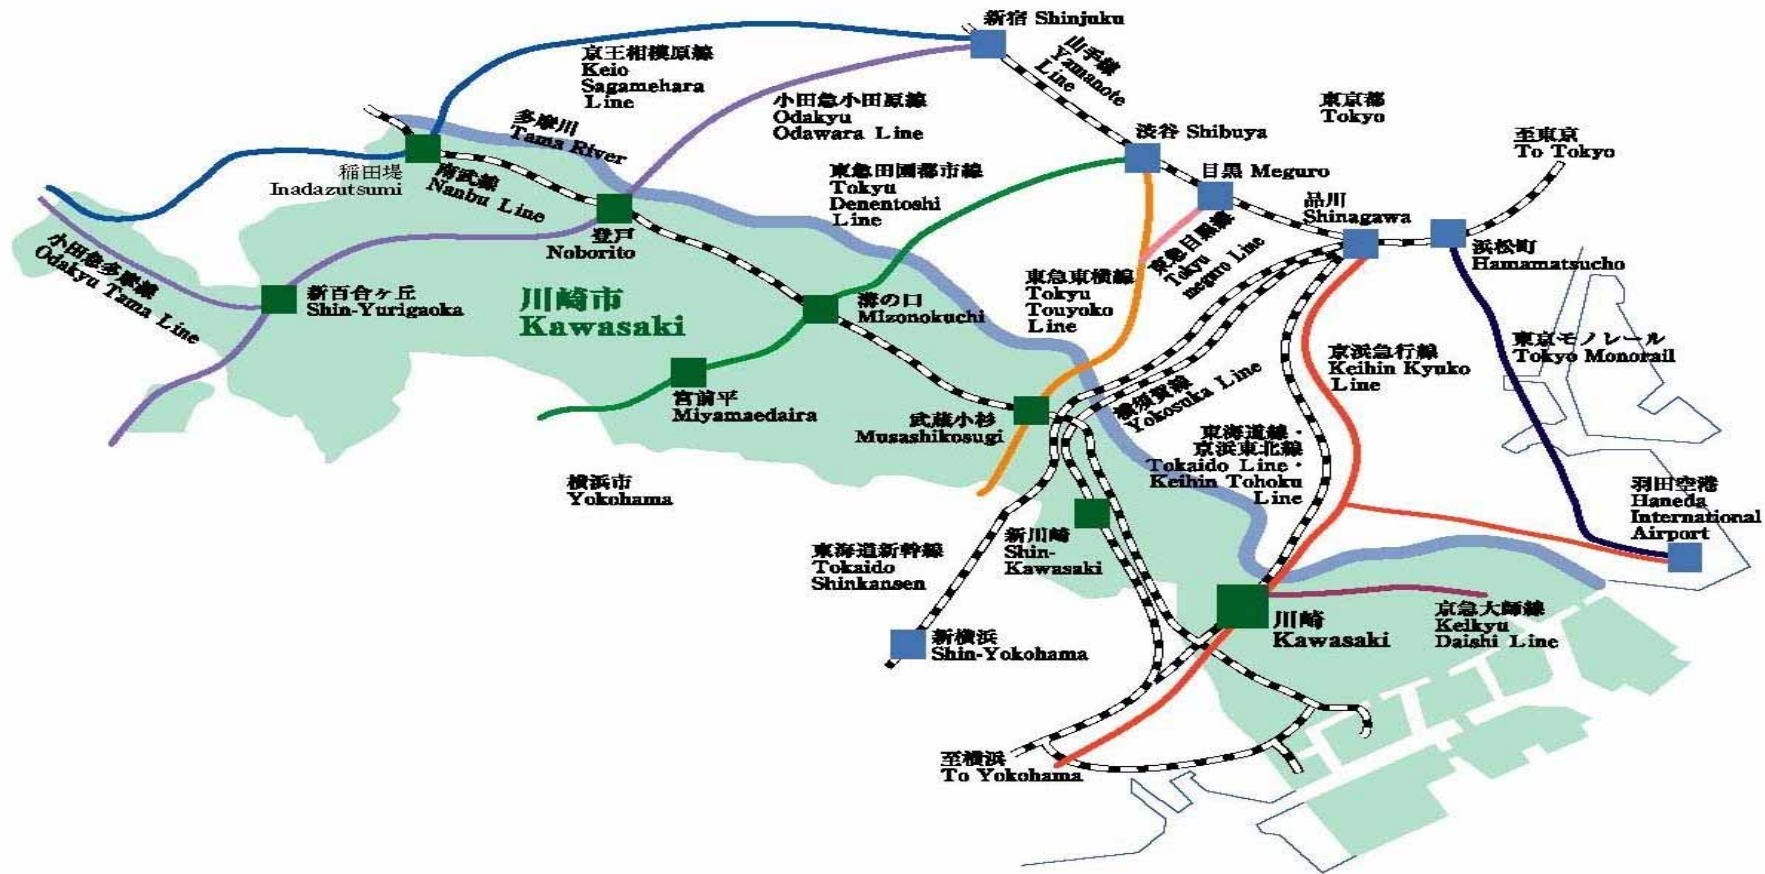 新宿 Shinjuku
山手線
Yamanote
Line
京王相模原線
Keio
Sagamehara
Line
小田急小田原線
Odakyu
Odawara Line
多摩川
Tama River
東京都
Tokyo
至東京
To Tokyo
渋谷 Shibuya
目黒 Meguro
品川
Shinagawa
浜松町
Hamamatsucho
稲田堤
Inadazutsumi
南武線
Nanbu Line
東急田園都市線
Tokyu
Denentoshi
Line
登戸
Noborito
小田急多摩線
Odakyu Tama Line
新百合ヶ丘
Shin-Yurigaoka
川崎市
Kawasaki
溝の口
Mizonokuchi
東急東横線
Tokyu
Touyoko
Line
東急目黒線
Tokyu
meguro Line
京浜急行線
Keihin Kyuko
Line
東京モノレール
Tokyo Monorail
宮前平
Miyamaedaira
武蔵小杉
Musashikosugi
横須賀線
Yokosuka Line
東海道線・
京浜東北線
Tokaido Line・
Keihin Tohoku
Line
横浜市
Yokohama
羽田空港
Haneda
International
Airport
東海道新幹線
Tokaido
Shinkansen
新川崎
Shin-
Kawasaki
川崎
Kawasaki
京急大師線
Keikyu
Daishi Line
新横浜
Shin-Yokohama
至横浜
To Yokohama